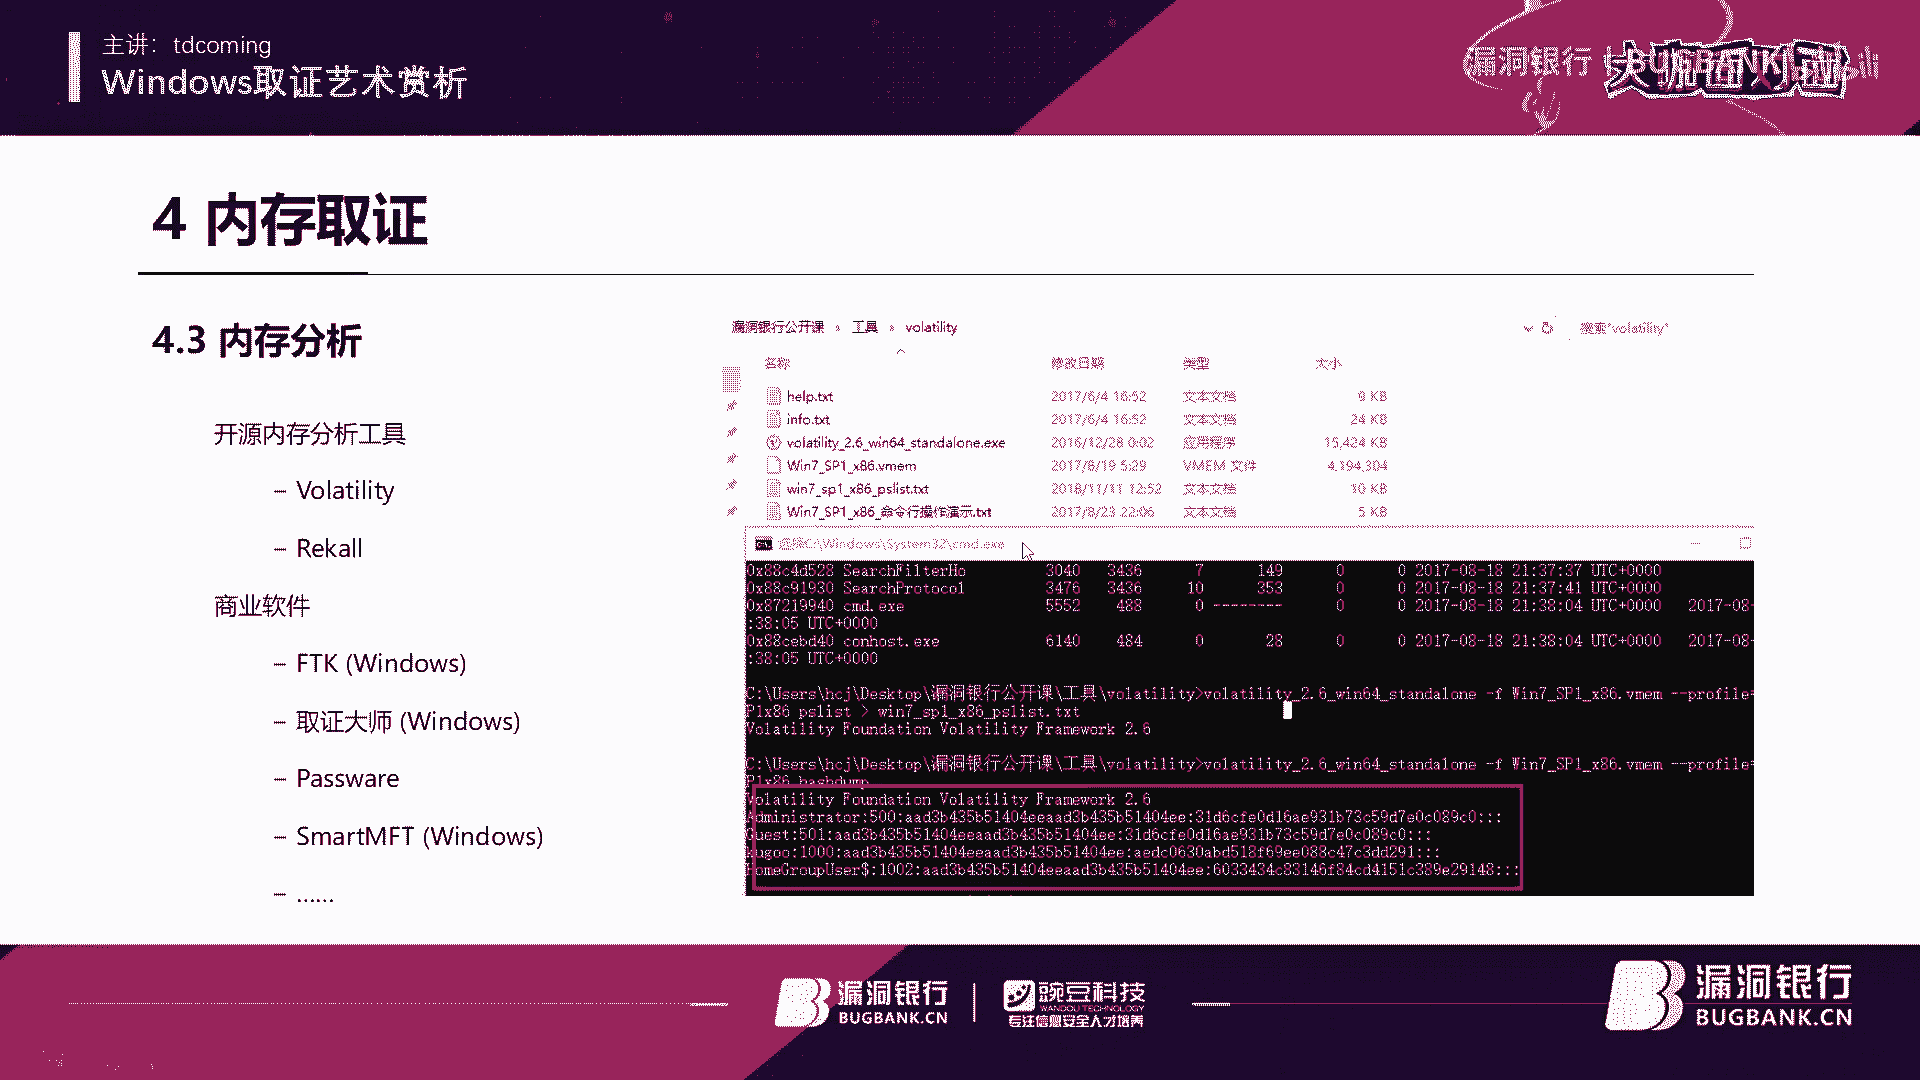 主讲：tdcoming
Windows取证艺术赏析
漏洞银行
大咖面对面
4 内存取证
4.3 内存分析
开源内存分析工具
– Volatility
– Rekall
商业软件
– FTK (Windows)
– 取证大师 (Windows)
– Passware
– SmartMFT (Windows)
– ……
漏洞银行公开课 › 工具 › volatility
搜索"volatility"
名称 修改日期 类型 大小
help.txt 2017/6/4 16:52 文本文档 9 KB
info.txt 2017/6/4 16:52 文本文档 24 KB
volatility_2.6_win64_standalone.exe 2016/12/28 0:02 应用程序 15,424 KB
Win7_SP1_x86.vmem 2017/8/19 5:29 VMEM 文件 4,194,304
win7_sp1_x86_pslist.txt 2018/11/11 12:52 文本文档 10 KB
Win7_SP1_x86_命令行操作演示.txt 2017/8/23 22:06 文本文档 5 KB
选择C:\Windows\System32\cmd.exe
0x88c4d528 SearchFilterHo 3040 3436 7 149 0 0 2017-08-18 21:37:37 UTC+0000
0x88c91930 SearchProtocol 3476 3436 10 353 0 0 2017-08-18 21:37:41 UTC+0000
0x87219940 cmd.exe 5552 488 0 -------- 0 0 2017-08-18 21:38:04 UTC+0000 2017-08-
:38:05 UTC+0000
0x88cebd40 conhost.exe 6140 484 0 28 0 0 2017-08-18 21:38:04 UTC+0000 2017-08-
:38:05 UTC+0000
C:\Users\hcj\Desktop\漏洞银行公开课\工具\volatility>volatility_2.6_win64_standalone -f Win7_SP1_x86.vmem --profile=
P1x86 pslist > win7_sp1_x86_pslist.txt
Volatility Foundation Volatility Framework 2.6
C:\Users\hcj\Desktop\漏洞银行公开课\工具\volatility>volatility_2.6_win64_standalone -f Win7_SP1_x86.vmem --profile=
P1x86 hashdump
Volatility Foundation Volatility Framework 2.6
Administrator:500:aad3b435b51404eeaad3b435b51404ee:31d6cfe0d16ae931b73c59d7e0c089c0:::
Guest:501:aad3b435b51404eeaad3b435b51404ee:31d6cfe0d16ae931b73c59d7e0c089c0:::
kugoo:1000:aad3b435b51404eeaad3b435b51404ee:aedc0630abd518f69ee088c47c3dd291:::
HomeGroupUser$:1002:aad3b435b51404eeaad3b435b51404ee:6033434c83146f84cd4151c389e29148:::
漏洞银行
BUGBANK.CN
豌豆科技
WANDOU TECHNOLOGY
专注信息安全人才培养
漏洞银行
BUGBANK.CN